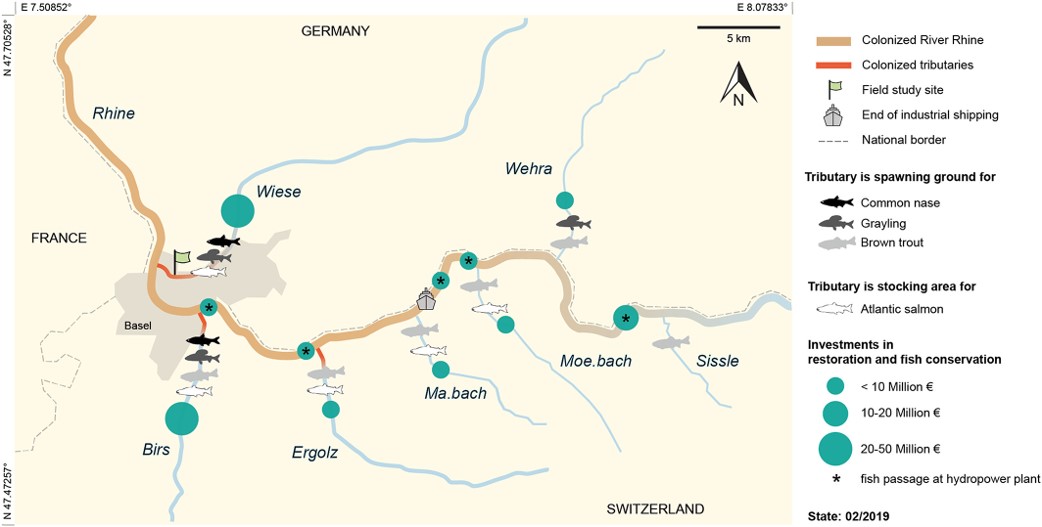 E 7.50852°
E 8.07833°
N 47.70528°
GERMANY
5 km
N
Rhine
Wehra
Wiese
FRANCE
Basel
Moe.bach
Sissle
Ma.bach
Birs
Ergolz
N 47.47257°
SWITZERLAND
Colonized River Rhine
Colonized tributaries
Field study site
End of industrial shipping
National border
Tributary is spawning ground for
Common nase
Grayling
Brown trout
Tributary is stocking area for
Atlantic salmon
Investments in
restoration and fish conservation
< 10 Million €
10-20 Million €
20-50 Million €
* fish passage at hydropower plant
State: 02/2019